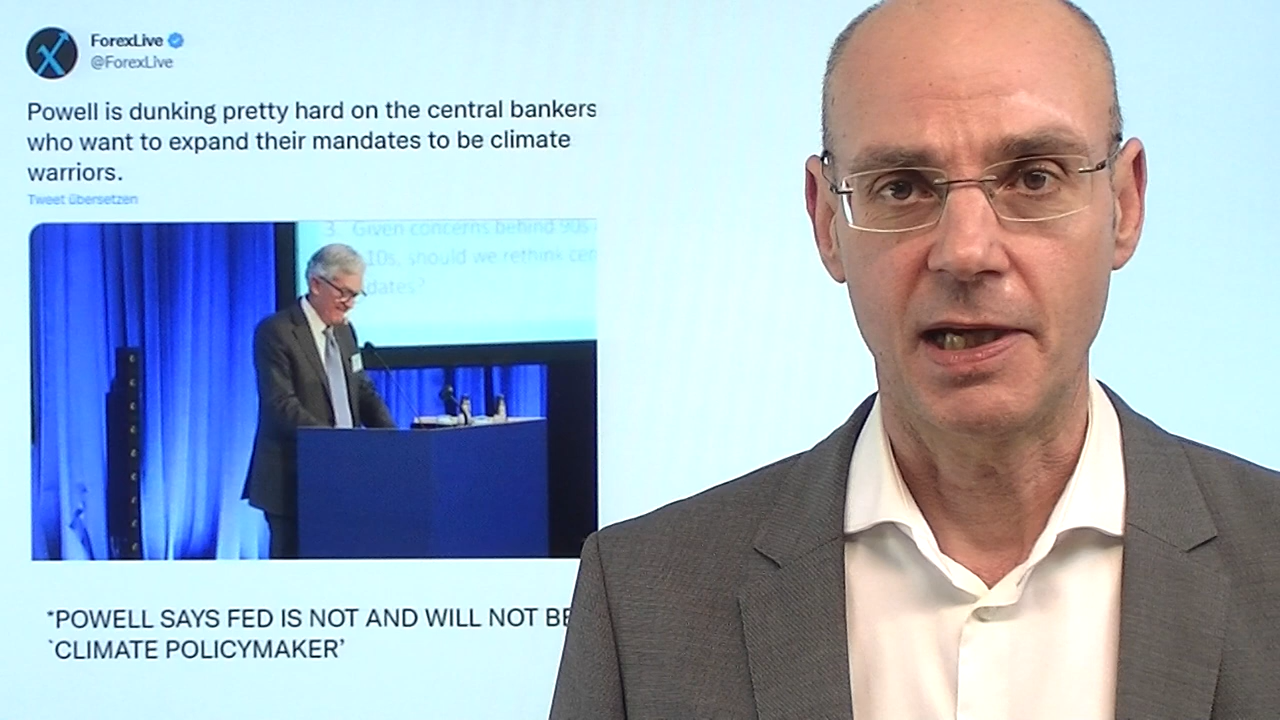 ForexLive
@ForexLive
Powell is dunking pretty hard on the central bankers
who want to expand their mandates to be climate
warriors.
Tweet übersetzen
3. Given concerns behind 90s
10s, should we rethink cen
dates?
*POWELL SAYS FED IS NOT AND WILL NOT BE
`CLIMATE POLICYMAKER’